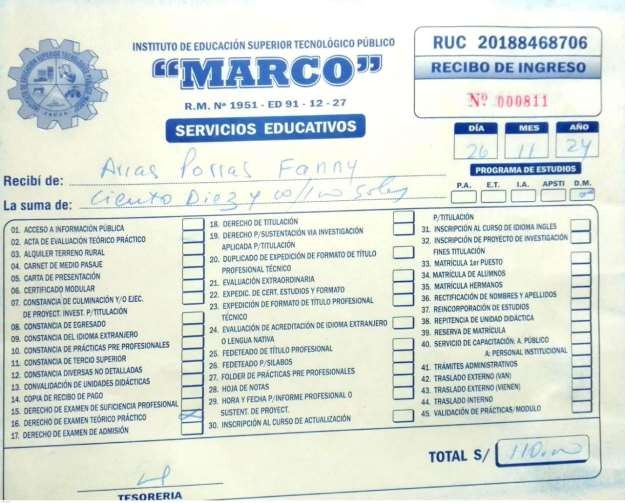 INSTITUTO DE EDUCACIÓN SUPERIOR TECNOLÓGICO PÚBLICO
"MARCO"
R.M. Nº 1951 - ED 91 - 12 - 27
SERVICIOS EDUCATIVOS
RUC 20188468706
RECIBO DE INGRESO
Nº 000811
DÍA MES AÑO
26 11 24
PROGRAMA DE ESTUDIOS
P.A. E.T. I.A. APSTI D.M.
Recibí de: Arias Porras Fanny
La suma de: Ciento Diez y 00/100 Soles
01. ACCESO A INFORMACIÓN PÚBLICA
02. ACTA DE EVALUACIÓN TEÓRICO PRÁCTICO
03. ALQUILER TERRENO RURAL
04. CARNET DE MEDIO PASAJE
05. CARTA DE PRESENTACIÓN
06. CERTIFICADO MODULAR
07. CONSTANCIA DE CULMINACIÓN Y/O EJEC.
DE PROYECT. INVEST. P/TITULACIÓN
08. CONSTANCIA DE EGRESADO
09. CONSTANCIA DEL IDIOMA EXTRANJERO
10. CONSTANCIA DE PRÁCTICAS PRE PROFESIONALES
11. CONSTANCIA DE TERCIO SUPERIOR
12. CONSTANCIA DIVERSAS NO DETALLADAS
13. CONVALIDACIÓN DE UNIDADES DIDÁCTICAS
14. COPIA DE RECIBO DE PAGO
15. DERECHO DE EXAMEN DE SUFICIENCIA PROFESIONAL
16. DERECHO DE EXAMEN TEÓRICO PRÁCTICO
17. DERECHO DE EXAMEN DE ADMISIÓN
18. DERECHO DE TITULACIÓN
19. DERECHO P/SUSTENTACIÓN VIA INVESTIGACIÓN
APLICADA P/TITULACIÓN
20. DUPLICADO DE EXPEDICIÓN DE FORMATO DE TÍTULO
PROFESIONAL TÉCNICO
21. EVALUACIÓN EXTRAORDINARIA
22. EXPEDIC. DE CERT. ESTUDIOS Y FORMATO
23. EXPEDICIÓN DE FORMATO DE TÍTULO PROFESIONAL
TÉCNICO
24. EVALUACIÓN DE ACREDITACIÓN DE IDIOMA EXTRANJERO
O LENGUA NATIVA
25. FEDETEADO DE TÍTULO PROFESIONAL
26. FEDETEADO P/SILABOS
27. FOLDER DE PRÁCTICAS PRE PROFESIONALES
28. HOJA DE NOTAS
29. HORA Y FECHA P/INFORME PROFESIONAL O
SUSTENT. DE PROYECT.
30. INSCRIPCIÓN AL CURSO DE ACTUALIZACIÓN
P/TITULACIÓN
31. INSCRIPCIÓN AL CURSO DE IDIOMA INGLES
32. INSCRIPCIÓN DE PROYECTO DE INVESTIGACIÓN
FINES TITULACIÓN
33. MATRÍCULA 1er PUESTO
34. MATRÍCULA DE ALUMNOS
35. MATRÍCULA HERMANOS
36. RECTIFICACIÓN DE NOMBRES Y APELLIDOS
37. REINCORPORACIÓN DE ESTUDIOS
38. REPITENCIA DE UNIDAD DIDÁCTICA
39. RESERVA DE MATRÍCULA
40. SERVICIO DE CAPACITACIÓN: A. PÚBLICO
A: PERSONAL INSTITUCIONAL
41. TRÁMITES ADMINISTRATIVOS
42. TRASLADO EXTERNO (VAN)
43. TRASLADO EXTERNO (VIENEN)
44. TRASLADO INTERNO
45. VALIDACIÓN DE PRÁCTICAS/MODULO
TOTAL S/ 110.00
TESORERIA